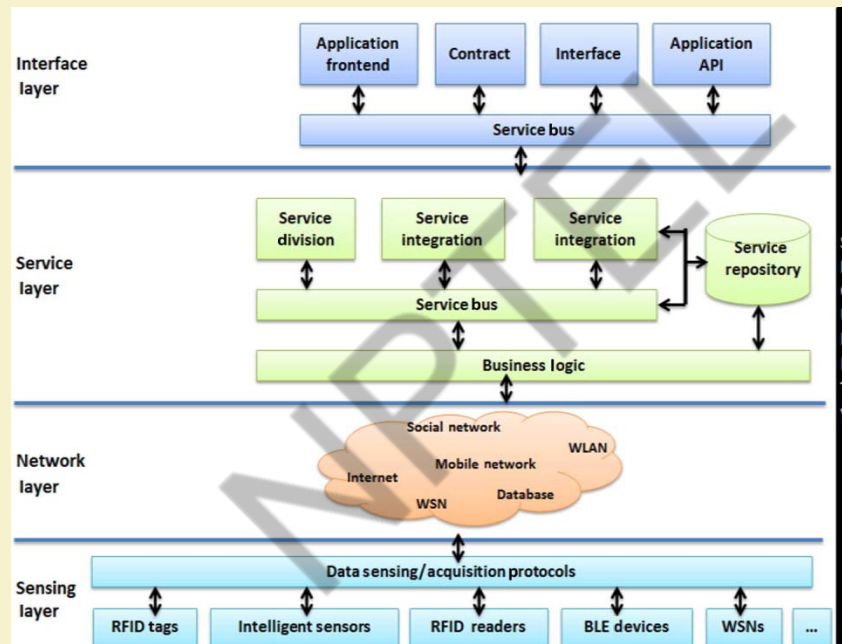 Interface
layer
Application
frontend
Contract
Interface
Application
API
Service bus
Service
layer
Service
division
Service
integration
Service
integration
Service
repository
Service bus
Business logic
Network
layer
Social network
WLAN
Mobile network
Internet
Database
WSN
Sensing
layer
Data sensing/acquisition protocols
RFID tags
Intelligent sensors
RFID readers
BLE devices
WSNs
...
NPTEL